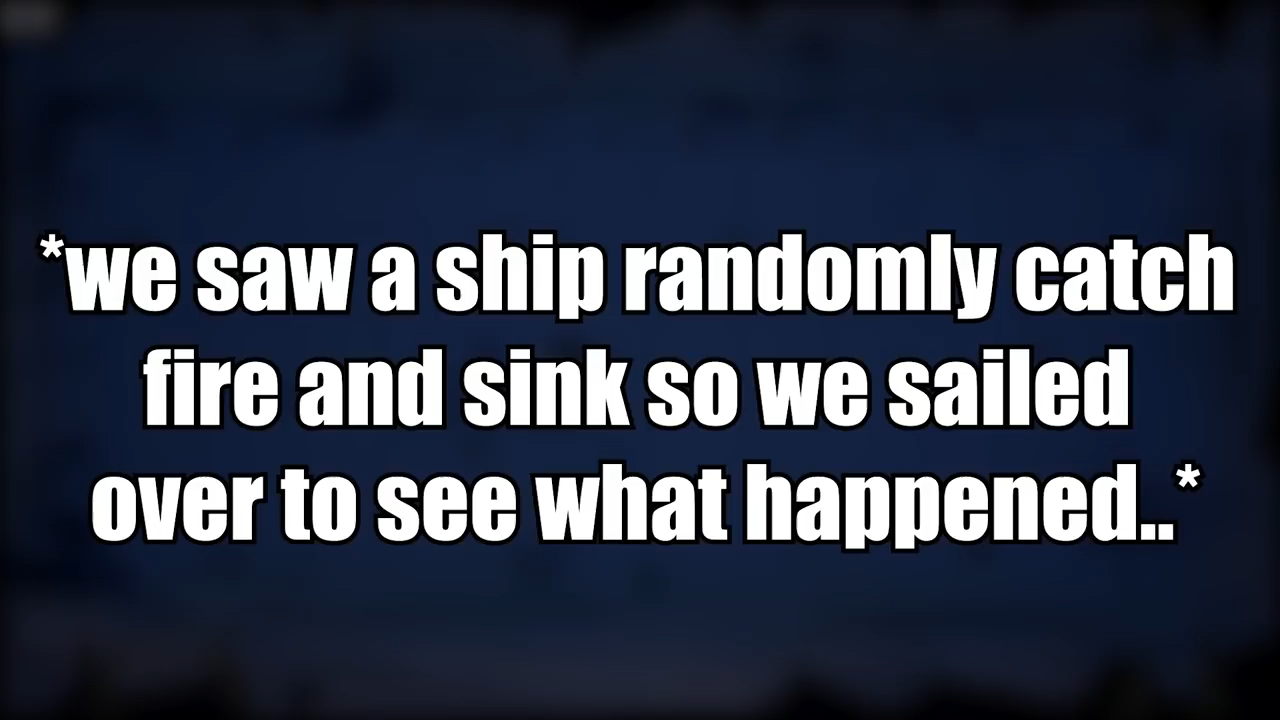 *we saw a ship randomly catch
fire and sink so we sailed
over to see what happened..*